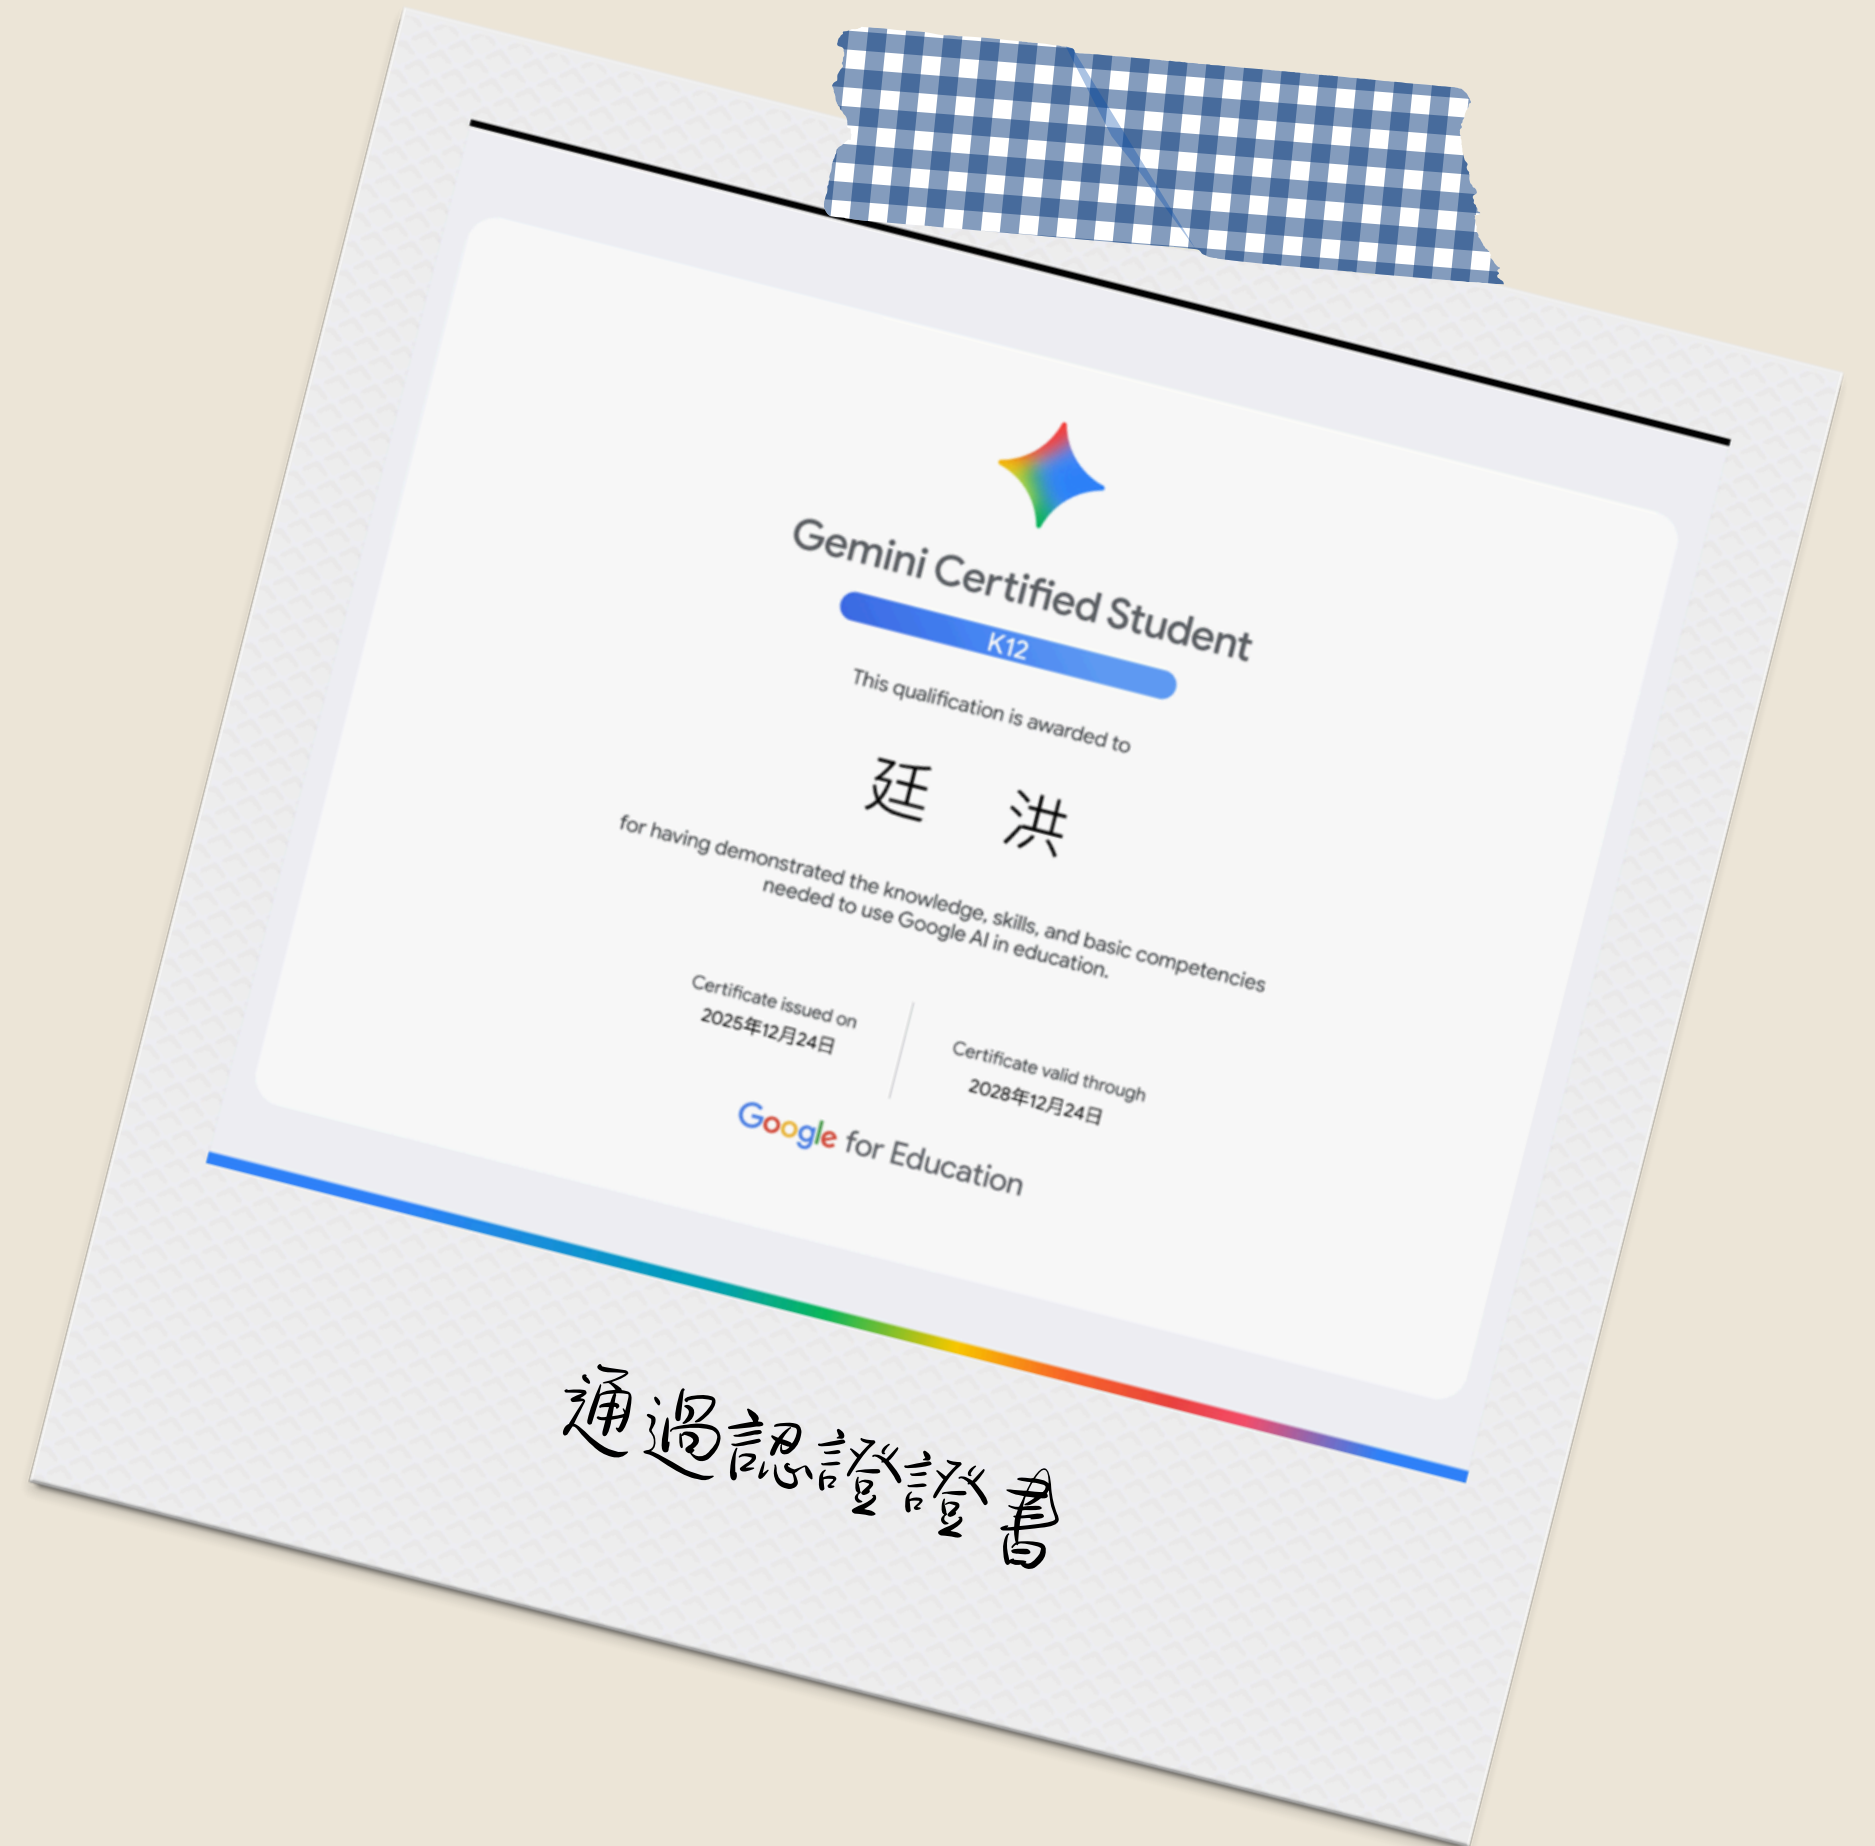 Gemini Certified Student
K12
This qualification is awarded to
廷 洪
for having demonstrated the knowledge, skills, and basic competencies
needed to use Google AI in education.
Certificate issued on
2025年12月24日
Certificate valid through
2028年12月24日
Google for Education
通過認證證書